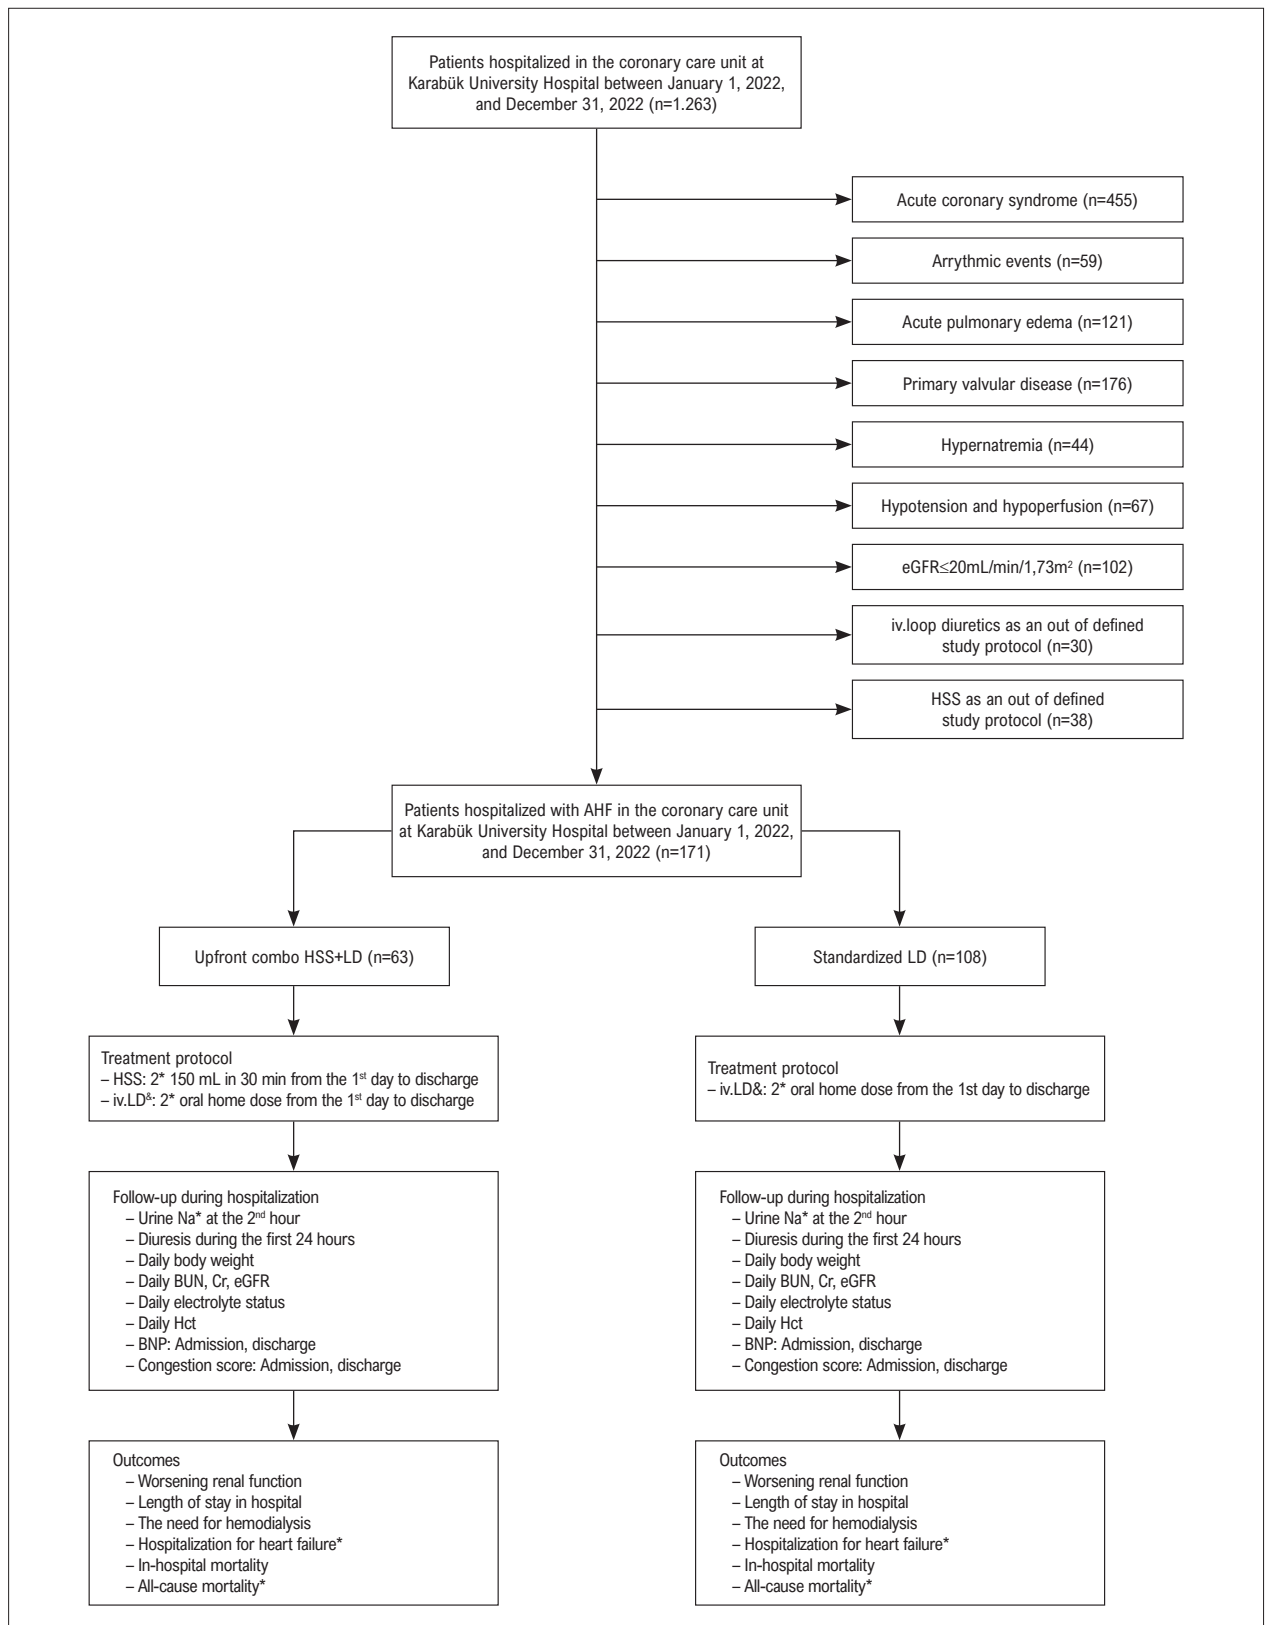 Patients hospitalized in the coronary care unit at
Karabük University Hospital between January 1, 2022,
and December 31, 2022 (n=1.263)
Acute coronary syndrome (n=455)
Arrythmic events (n=59)
Acute pulmonary edema (n=121)
Primary valvular disease (n=176)
Hypernatremia (n=44)
Hypotension and hypoperfusion (n=67)
eGFR≤20mL/min/1,73m² (n=102)
iv.loop diuretics as an out of defined
study protocol (n=30)
HSS as an out of defined
study protocol (n=38)
Patients hospitalized with AHF in the coronary care unit
at Karabük University Hospital between January 1, 2022,
and December 31, 2022 (n=171)
Upfront combo HSS+LD (n=63)
Treatment protocol
– HSS: 2* 150 mL in 30 min from the 1st day to discharge
– iv.LD&: 2* oral home dose from the 1st day to discharge
Follow-up during hospitalization
– Urine Na* at the 2nd hour
– Diuresis during the first 24 hours
– Daily body weight
– Daily BUN, Cr, eGFR
– Daily electrolyte status
– Daily Hct
– BNP: Admission, discharge
– Congestion score: Admission, discharge
Outcomes
– Worsening renal function
– Length of stay in hospital
– The need for hemodialysis
– Hospitalization for heart failure*
– In-hospital mortality
– All-cause mortality*
Standardized LD (n=108)
Treatment protocol
– iv.LD&: 2* oral home dose from the 1st day to discharge
Follow-up during hospitalization
– Urine Na* at the 2nd hour
– Diuresis during the first 24 hours
– Daily body weight
– Daily BUN, Cr, eGFR
– Daily electrolyte status
– Daily Hct
– BNP: Admission, discharge
– Congestion score: Admission, discharge
Outcomes
– Worsening renal function
– Length of stay in hospital
– The need for hemodialysis
– Hospitalization for heart failure*
– In-hospital mortality
– All-cause mortality*